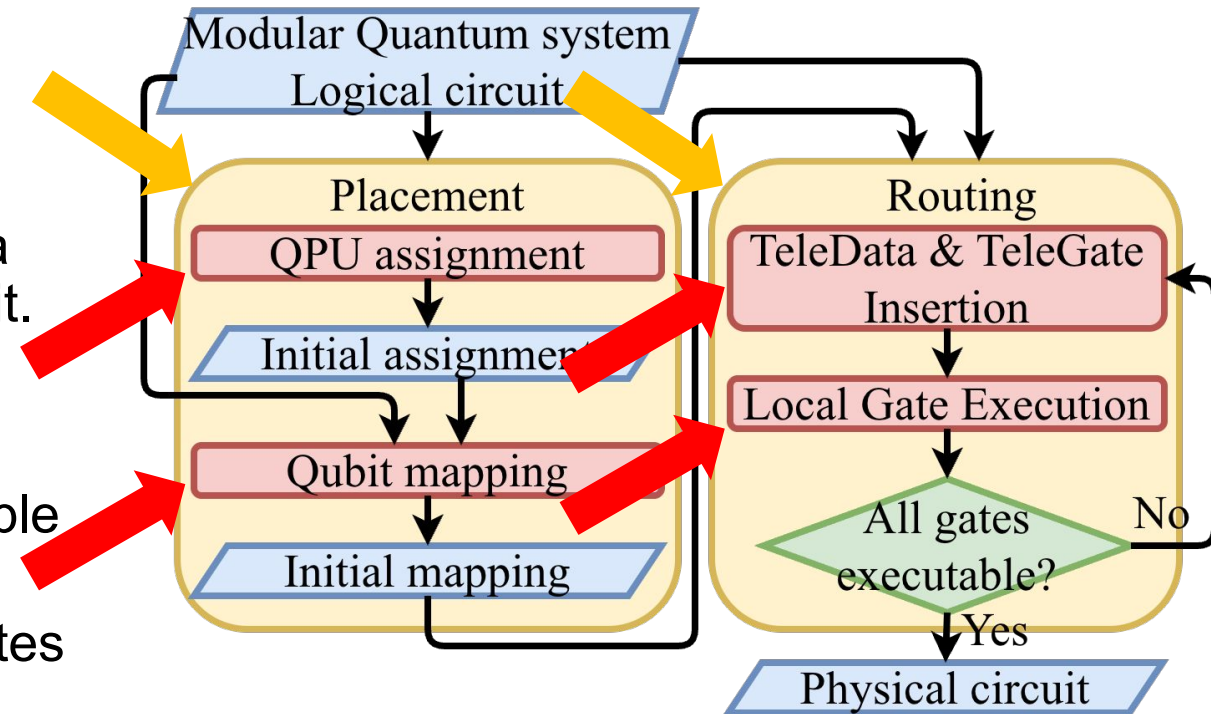 Modular Quantum system
Logical circuit
Placement
QPU assignment
Initial assignment
Qubit mapping
Initial mapping
Routing
TeleData & TeleGate
Insertion
Local Gate Execution
All gates
executable?
No
Yes
Physical circuit